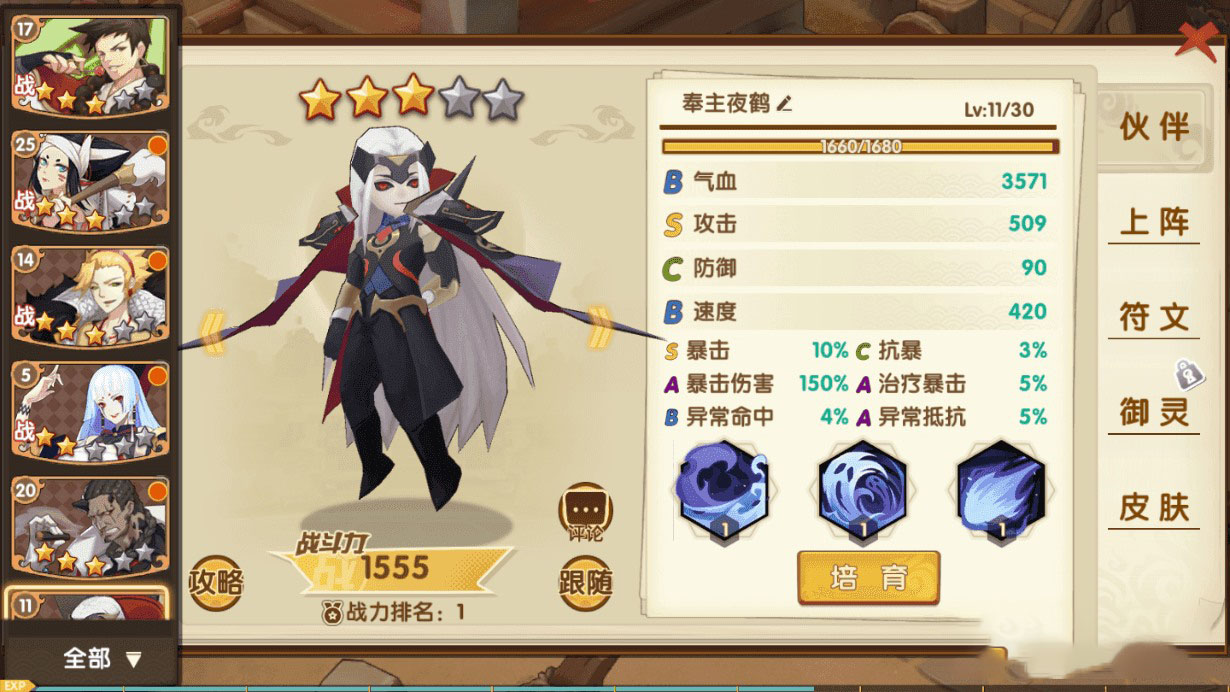 17
战
25
战
14
战
5
战
20
11
全部 ▼
EXP
奉主夜鹤
Lv:11/30
1660/1680
B 气血 3571
S 攻击 509
C 防御 90
B 速度 420
S 暴击 10% C 抗暴 3%
A 暴击伤害 150% A 治疗暴击 5%
B 异常命中 4% A 异常抵抗 5%
1 1 1
培育
评论
攻略
战斗力
战
1555
跟随
战力排名：1
伙伴
上阵
符文
御灵
皮肤